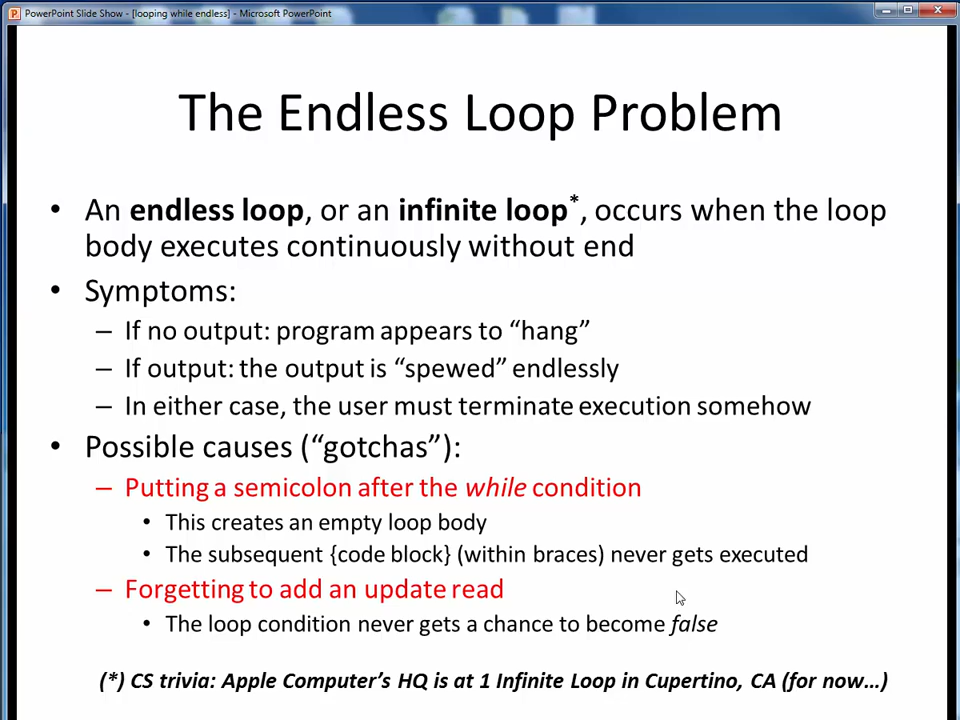 PowerPoint Slide Show - [looping while endless] - Microsoft PowerPoint
The Endless Loop Problem
• An endless loop, or an infinite loop*, occurs when the loop
body executes continuously without end
• Symptoms:
– If no output: program appears to “hang”
– If output: the output is “spewed” endlessly
– In either case, the user must terminate execution somehow
• Possible causes (“gotchas”):
– Putting a semicolon after the while condition
• This creates an empty loop body
• The subsequent {code block} (within braces) never gets executed
– Forgetting to add an update read
• The loop condition never gets a chance to become false
(*) CS trivia: Apple Computer’s HQ is at 1 Infinite Loop in Cupertino, CA (for now…)